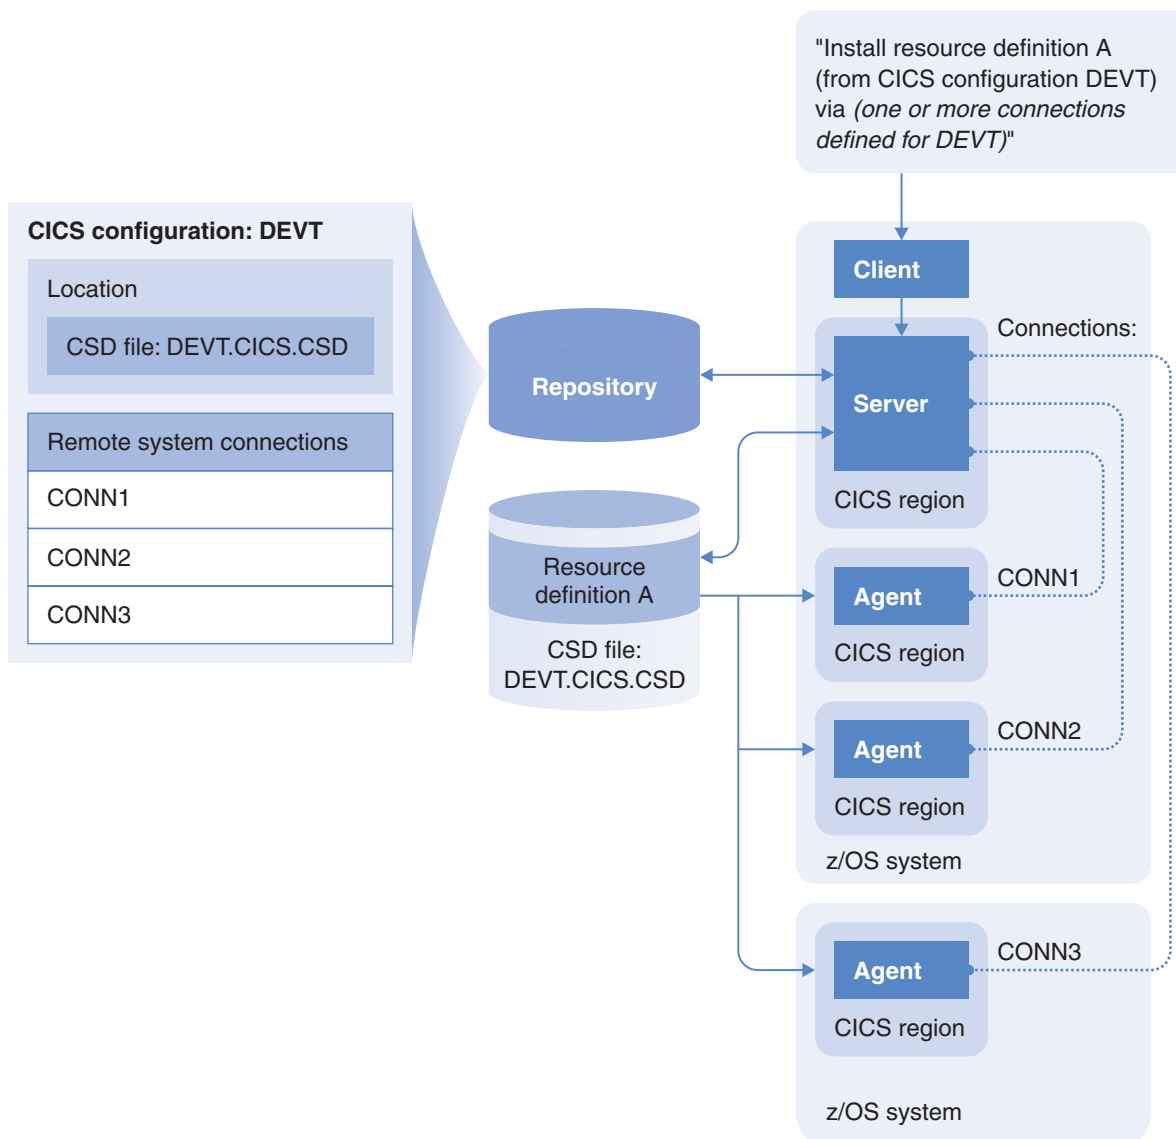 "Install resource definition A
(from CICS configuration DEVT)
via (one or more connections
defined for DEVT)"
CICS configuration: DEVT
Location
CSD file: DEVT.CICS.CSD
Remote system connections
CONN1
CONN2
CONN3
Repository
Resource
definition A
CSD file:
DEVT.CICS.CSD
Client
Connections:
Server
CICS region
CONN1
Agent
CICS region
CONN2
Agent
CICS region
z/OS system
CONN3
Agent
CICS region
z/OS system